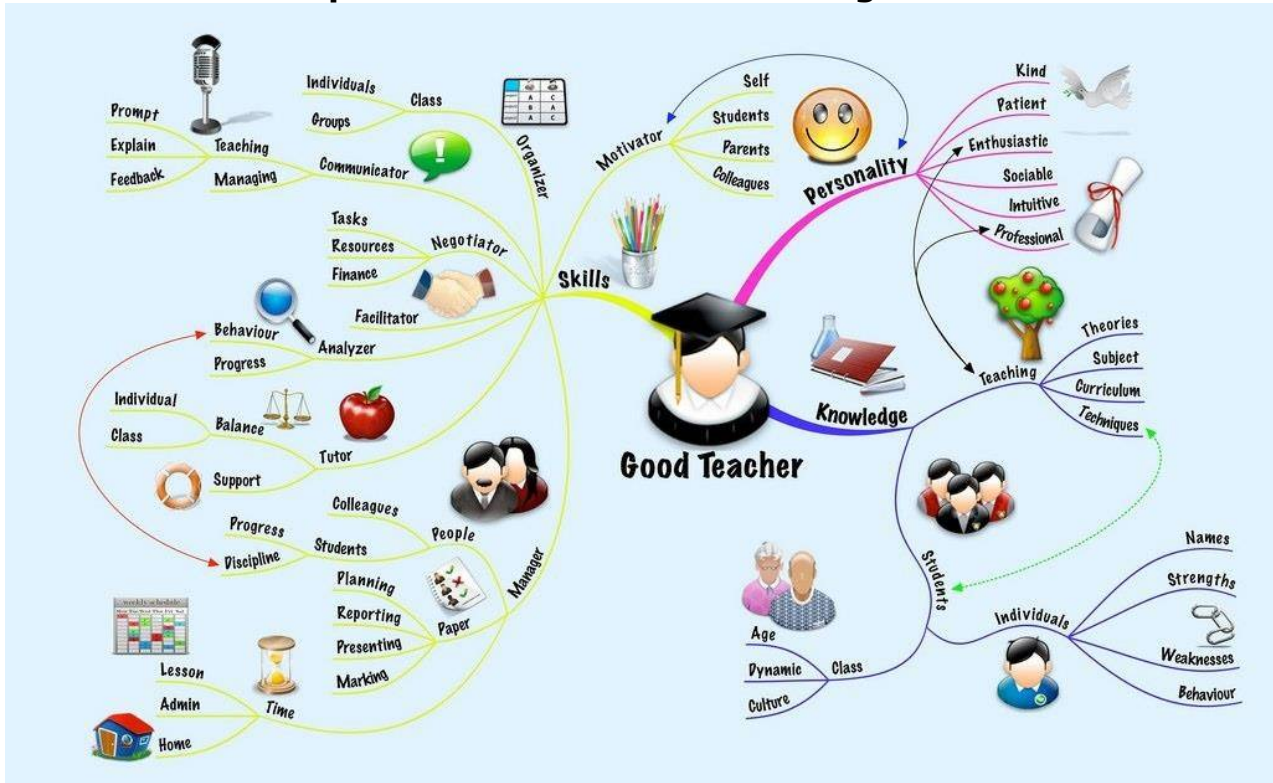 Individuals
Class
Groups
Organizer
Prompt
Explain
Feedback
Teaching
Managing
Communicator
Tasks
Resources
Finance
Negotiator
Facilitator
Behaviour
Progress
Analyzer
Individual
Class
Balance
Support
Tutor
Colleagues
People
Progress
Discipline
Students
Manager
Planning
Reporting
Presenting
Marking
Paper
weekly schedule
Lesson
Admin
Home
Time
Skills
Motivator
Self
Students
Parents
Colleagues
Personality
Kind
Patient
Enthusiastic
Sociable
Intuitive
Professional
Good Teacher
Knowledge
Teaching
Theories
Subject
Curriculum
Techniques
Students
Individuals
Names
Strengths
Weaknesses
Behaviour
Class
Age
Dynamic
Culture